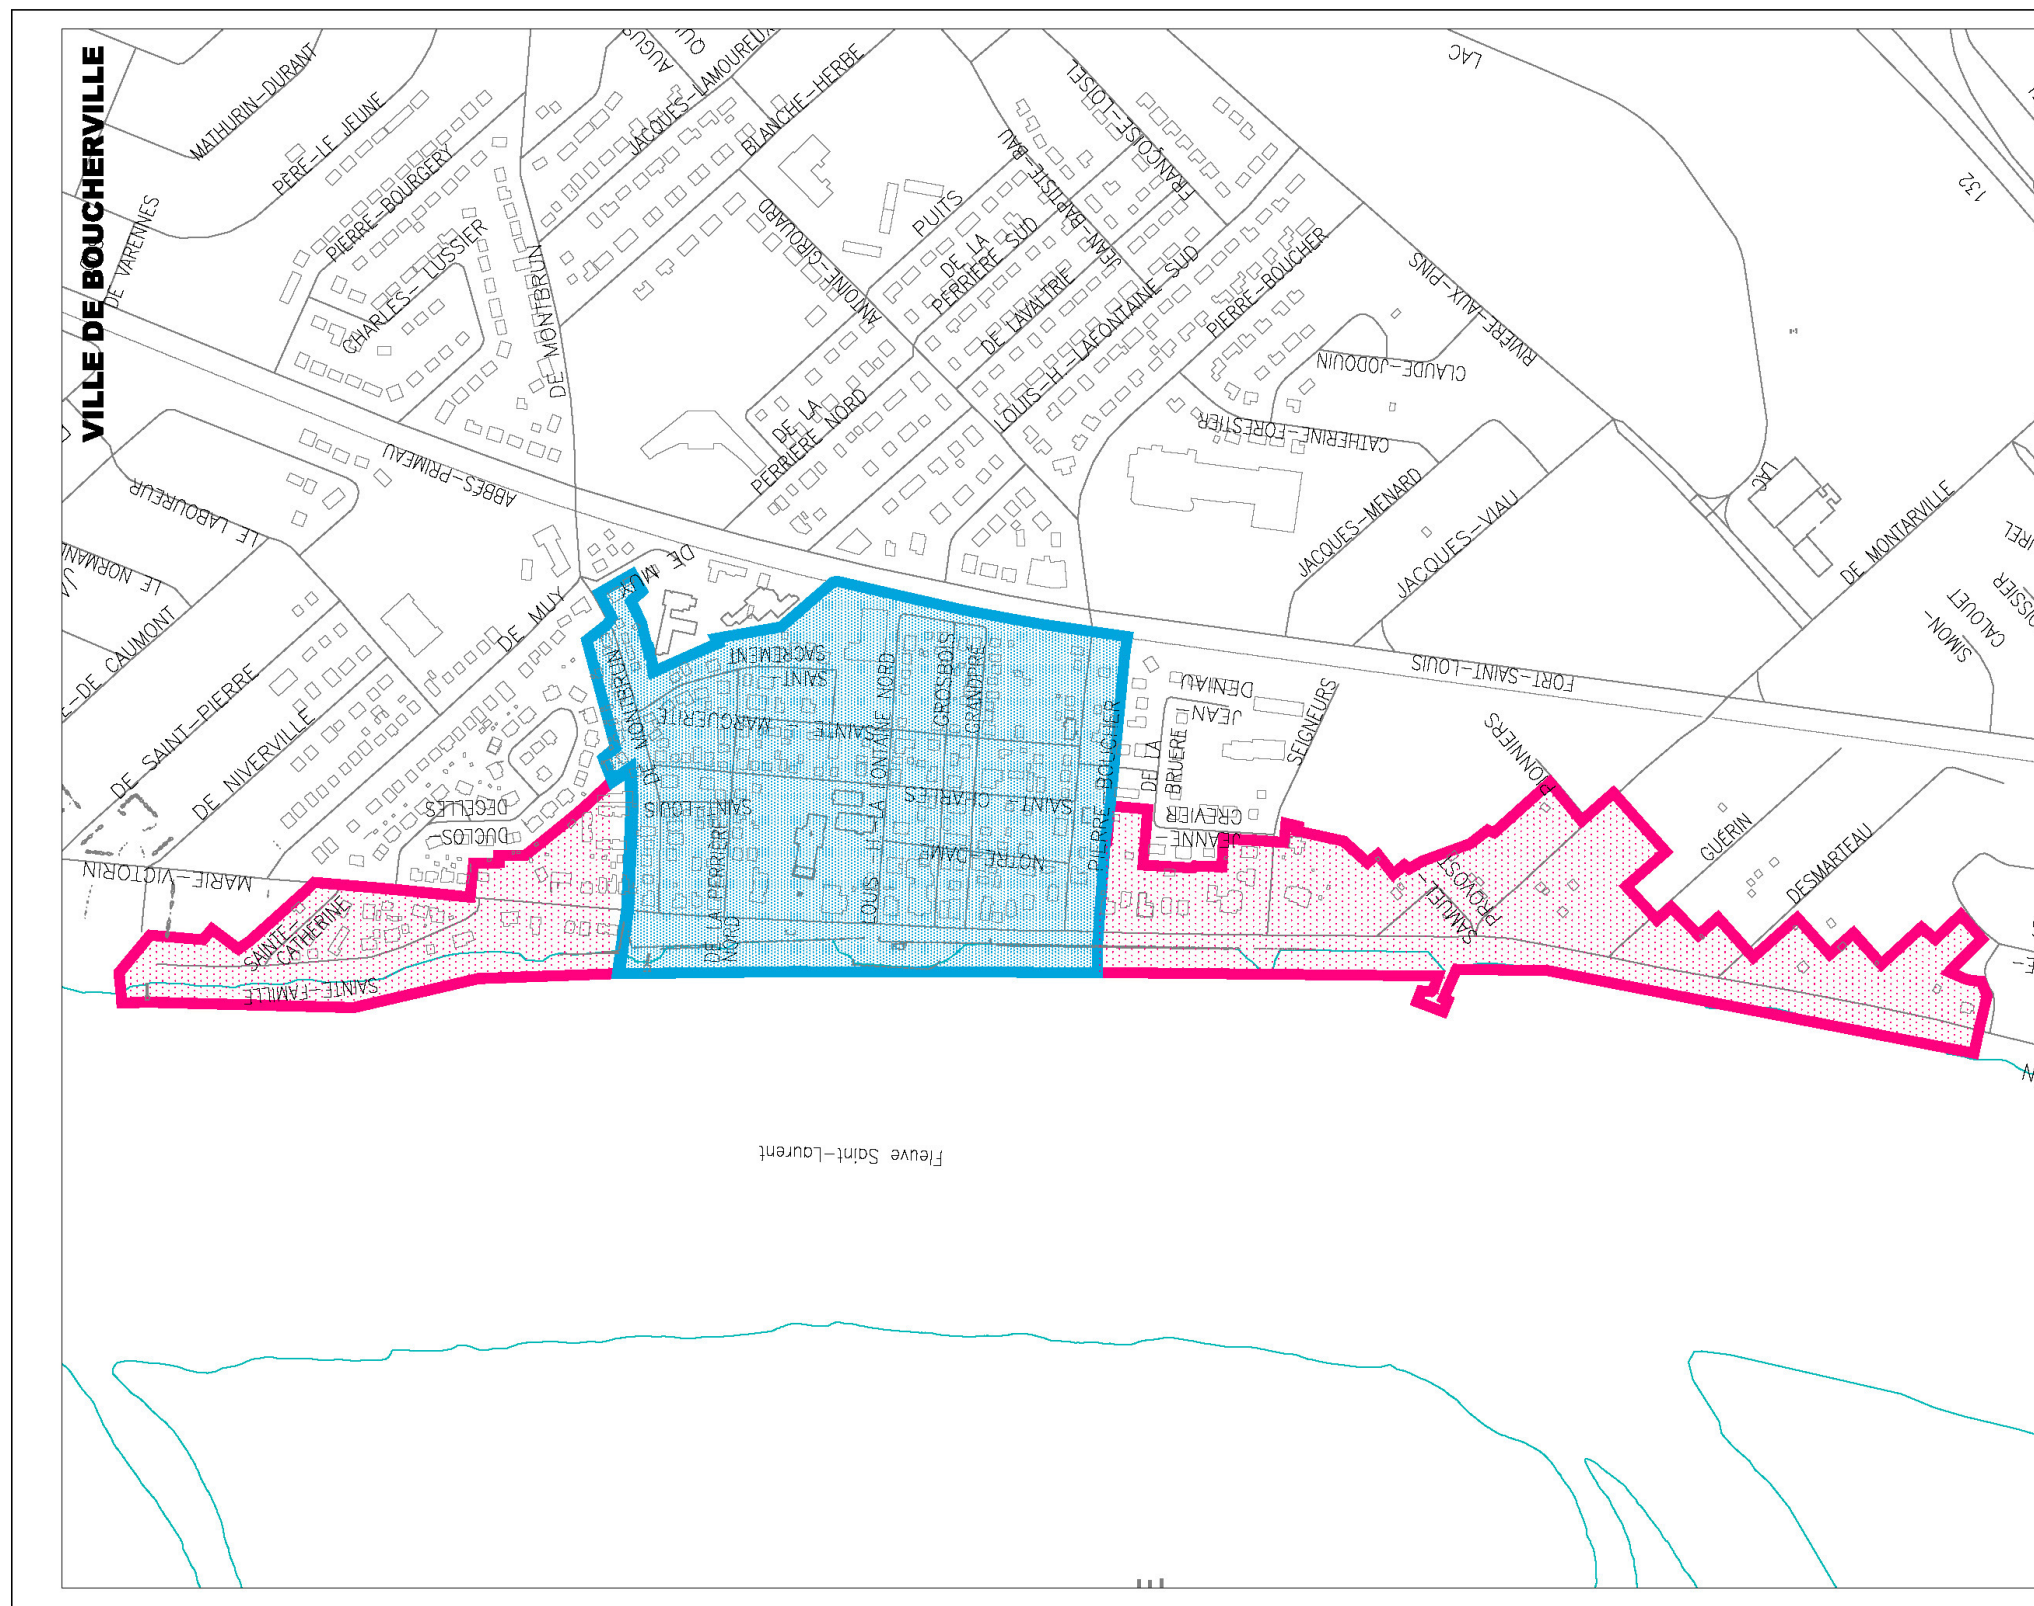 VILLE DE BOUCHERVILLE
MATHURIN-DURANT
PÈRE-LE JEUNE
PIERRE-BOURGERY
DE VARENNES
CHARLES-LUSSIER
DE MONTBRUN
JACQUES-LAMOUREUX
BLANCHE-HERBE
ANTOINE-GIROUARD
PUITS
DE LA
PERRIÈRE SUD
JEAN-BAPTISTE-BAU
FRANÇOISE-LOISEL
DE LAVALTRIE
LOUIS-H.-LAFONTAINE SUD
PIERRE-BOUCHER
RIVIÈRE-AUX-PINS
LAC
132
CLAUDE-JODOUIN
CATHERINE-FORESTIER
DE LA
PERRIÈRE NORD
ABBÉS-PRIMEAU
LE LABOUREUR
DE CAUMONT
DE SAINT-PIERRE
DE NIVERVILLE
DE MUY
DE MUY
JACQUES-MENARD
JACQUES-VIAU
LAC
DE MONTARVILLE
SIMON-
CALOUET
FORT-SAINT-LOUIS
SAINT-
SACREMENT
DE MONTBRUN
SAINTE MARGUERITE
LOUIS-H-LA FONTAINE NORD
GROSBOIS
GRANDPRÉ
SAINT-LOUIS
SAINT-CHARLES
NOTRE-DAME
DE LA PERRIÈRE
NORD
PIERRE BOUCHER
JEAN-
DENIAU
DE LA
BRUERE
SEIGNEURS
JEANNE-
CREVIER
PIONNIERS
SAMUEL-
PROVOST
GUÉRIN
DESMARTEAU
DUCLOS-
DEGELLES
MARIE-VICTORIN
SAINTE-
CATHERINE
SAINTE-FAMILLE
Fleuve Saint-Laurent